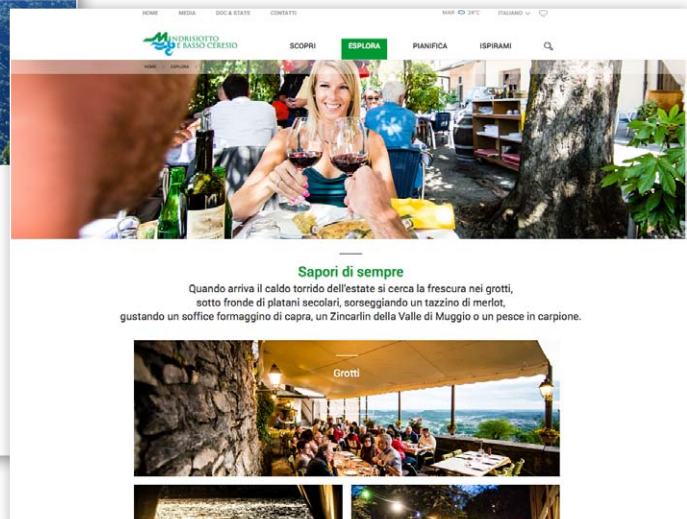 HOME MEDIA DOC & STATS CONTATTI MAR 24°C ITALIANO
MENDRISIOTTO
E BASSO CERESIO
SCOPRI ESPLORA PIANIFICA ISPIRAMI
HOME ESPLORA
Sapori di sempre
Quando arriva il caldo torrido dell'estate si cerca la frescura nei grotti,
sotto fronde di platani secolari, sorseggiando un tazzino di merlot,
gustando un soffice formaggino di capra, un Zincarlin della Valle di Muggio o un pesce in carpione.
Grotti